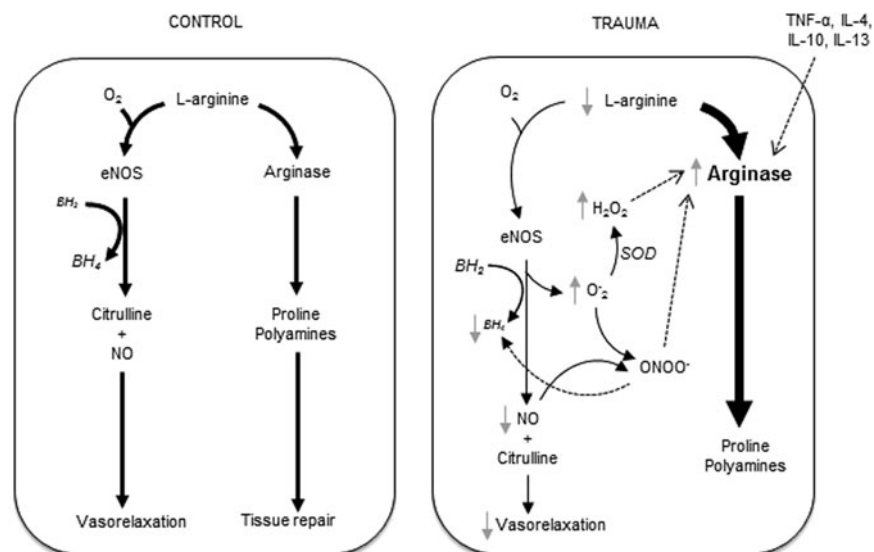 CONTROL
O₂
L-arginine
eNOS
Arginase
BH₂
BH₄
Citrulline
+
NO
Proline
Polyamines
Vasorelaxation
Tissue repair
TRAUMA
TNF-α, IL-4,
IL-10, IL-13
O₂
L-arginine
Arginase
H₂O₂
eNOS
SOD
BH₂
O⁻₂
BH₄
ONOO⁻
NO
+
Citrulline
Proline
Polyamines
Vasorelaxation